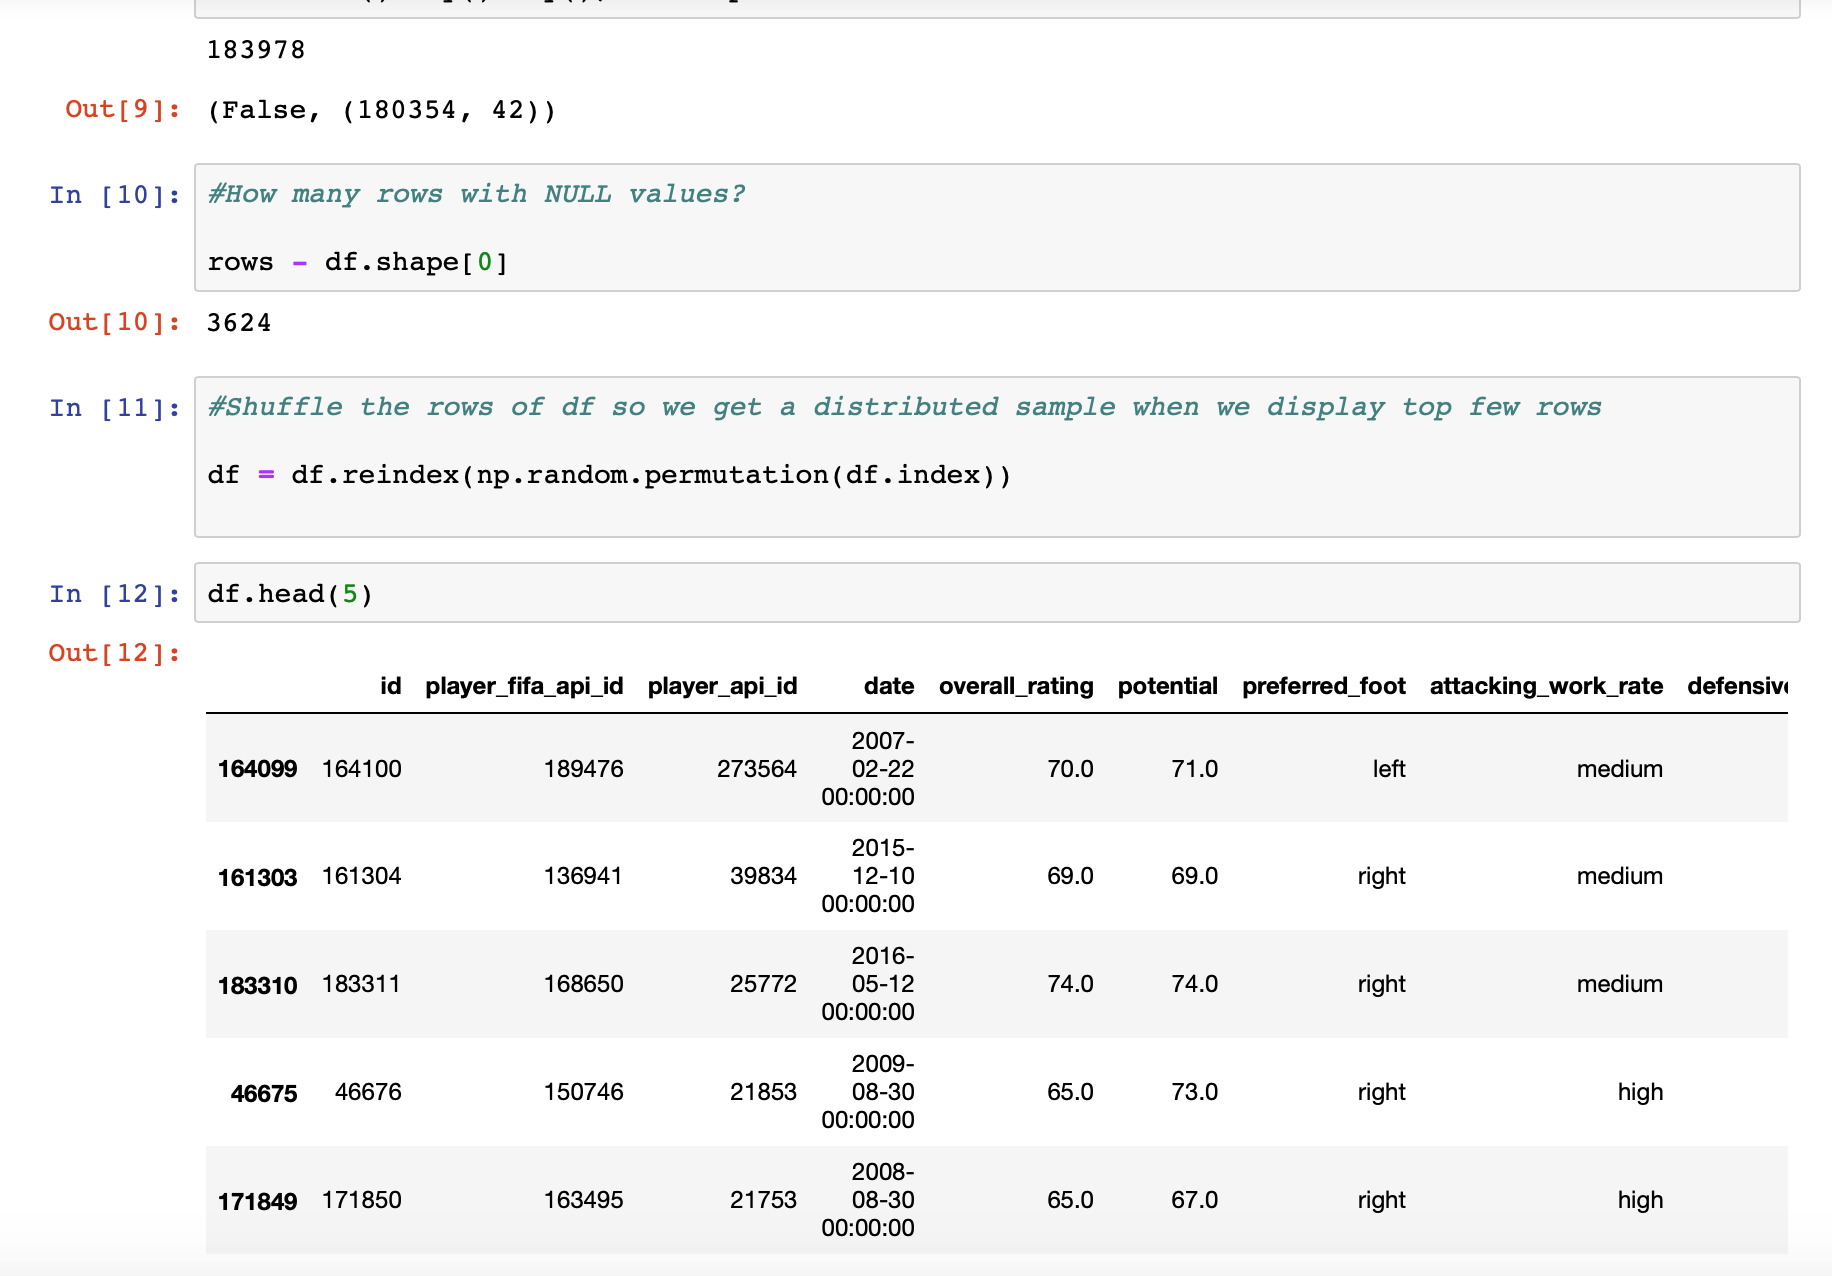 183978
Out[9]: (False, (180354, 42))
In [10]: #How many rows with NULL values?
rows - df.shape[0]
Out[10]: 3624
In [11]: #Shuffle the rows of df so we get a distributed sample when we display top few rows
df = df.reindex(np.random.permutation(df.index))
In [12]: df.head(5)
Out[12]:
id player_fifa_api_id player_api_id date overall_rating potential preferred_foot attacking_work_rate
2007-
164099 164100 189476 273564 02-22 70.0 71.0 left medium
00:00:00
2015-
161303 161304 136941 39834 12-10 69.0 69.0 right medium
00:00:00
2016-
183310 183311 168650 25772 05-12 74.0 74.0 right medium
00:00:00
2009-
46675 46676 150746 21853 08-30 65.0 73.0 right high
00:00:00
2008-
171849 171850 163495 21753 08-30 65.0 67.0 right high
00:00:00